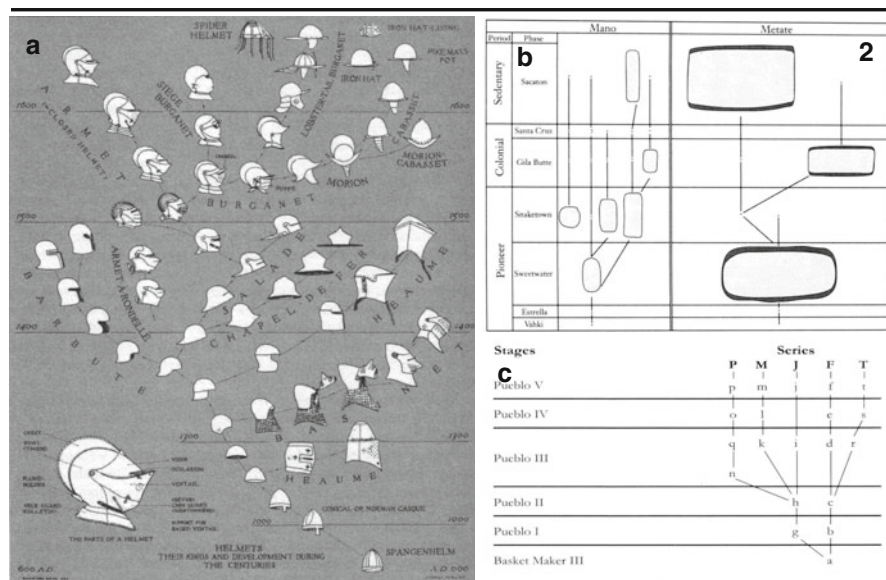 a
SPIDER
HELMET
IRON HAT
PIKEMAN'S
POT
IRON HAT
LOBSTER-TAIL BURGANET
SIEGE
BURGANET
CABASSET
1600
1600
ARMET
(CLOSED HELMET)
MORION-
CABASSET
MORION
BURGANET
1500
BARBUTE
ARMET A RONDELLE
SALADE
CHAPEL DE FER
HEAUME
1400
1400
BASINET
1300
1300
HEAUME
CONICAL OR NORMAN CASQUE
1000
1000
THE PARTS OF A HELMET
HELMETS
THEIR KINDS AND DEVELOPMENT DURING
THE CENTURIES
SPANGENHELM
600 A.D.
A.D. 600
b
2
Mano
Metate
Period
Phase
Sedentary
Sacaton
Colonial
Santa Cruz
Gila Butte
Pioneer
Snaketown
Sweetwater
Estrella
Vahki
c
Stages
Series
P M J F T
Pueblo V
p m j f t
Pueblo IV
o l e s
Pueblo III
q k i d r
n
Pueblo II
h c
Pueblo I
g b
Basket Maker III
a